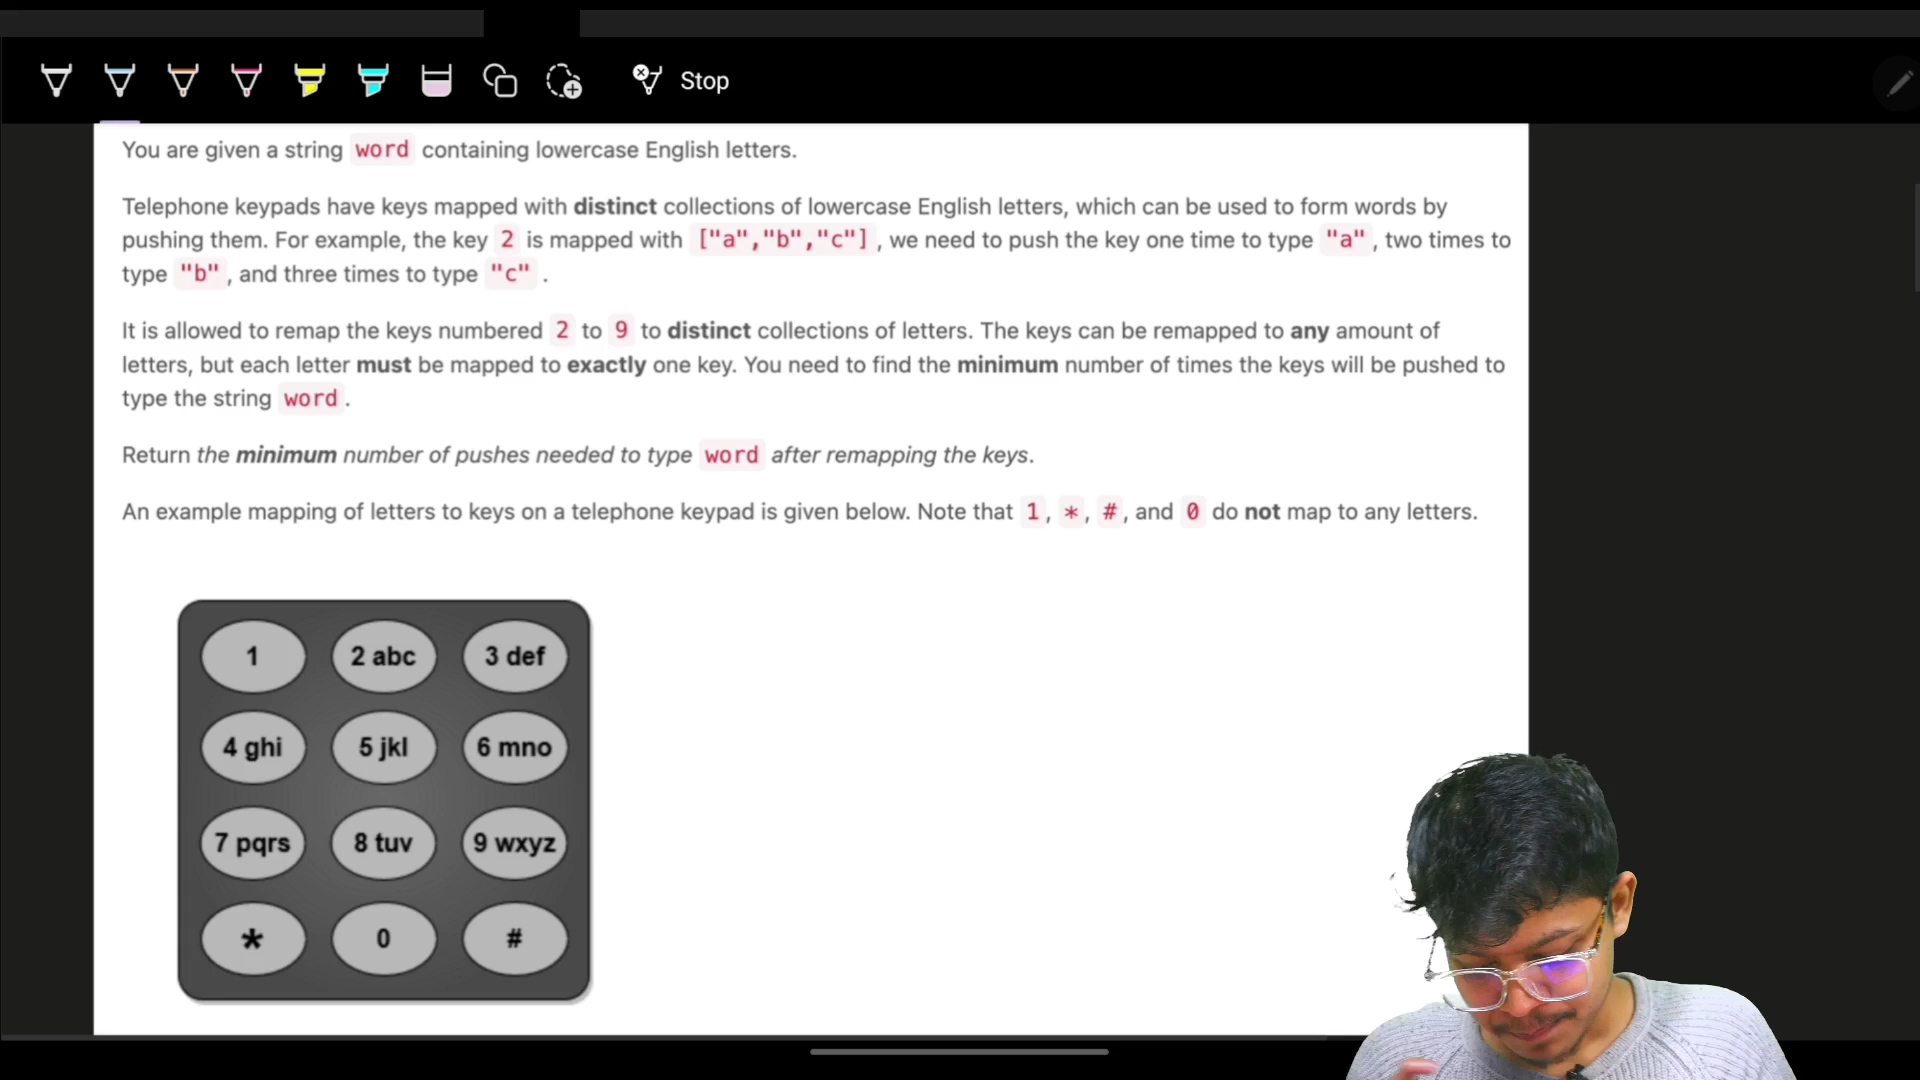 Stop
You are given a string word containing lowercase English letters.
Telephone keypads have keys mapped with distinct collections of lowercase English letters, which can be used to form words by
pushing them. For example, the key 2 is mapped with ["a","b","c"] , we need to push the key one time to type "a" , two times to
type "b" , and three times to type "c" .
It is allowed to remap the keys numbered 2 to 9 to distinct collections of letters. The keys can be remapped to any amount of
letters, but each letter must be mapped to exactly one key. You need to find the minimum number of times the keys will be pushed to
type the string word .
Return the minimum number of pushes needed to type word after remapping the keys.
An example mapping of letters to keys on a telephone keypad is given below. Note that 1 , * , # , and 0 do not map to any letters.
1 2 abc 3 def
4 ghi 5 jkl 6 mno
7 pqrs 8 tuv 9 wxyz
* 0 #